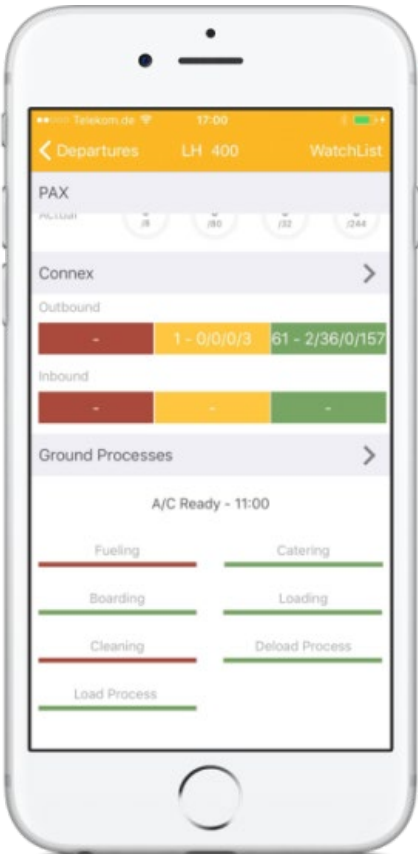 Telekom.de 17:00
Departures LH 400 WatchList
PAX
Actual /8 /80 /32 /244
Connex
Outbound
- 1 - 0/0/0/3 61 - 2/36/0/157
Inbound
- - -
Ground Processes
A/C Ready - 11:00
Fueling Catering
Boarding Loading
Cleaning Deload Process
Load Process